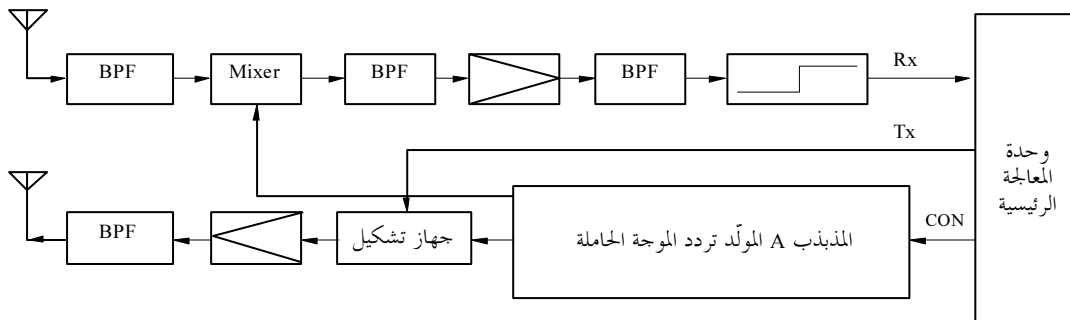 BPF
Mixer
BPF
BPF
Rx
Tx
وحدة
المعالجة
الرئيسية
BPF
جهاز تشكيل
المذبذب A المولّد تردد الموجة الحاملة
CON